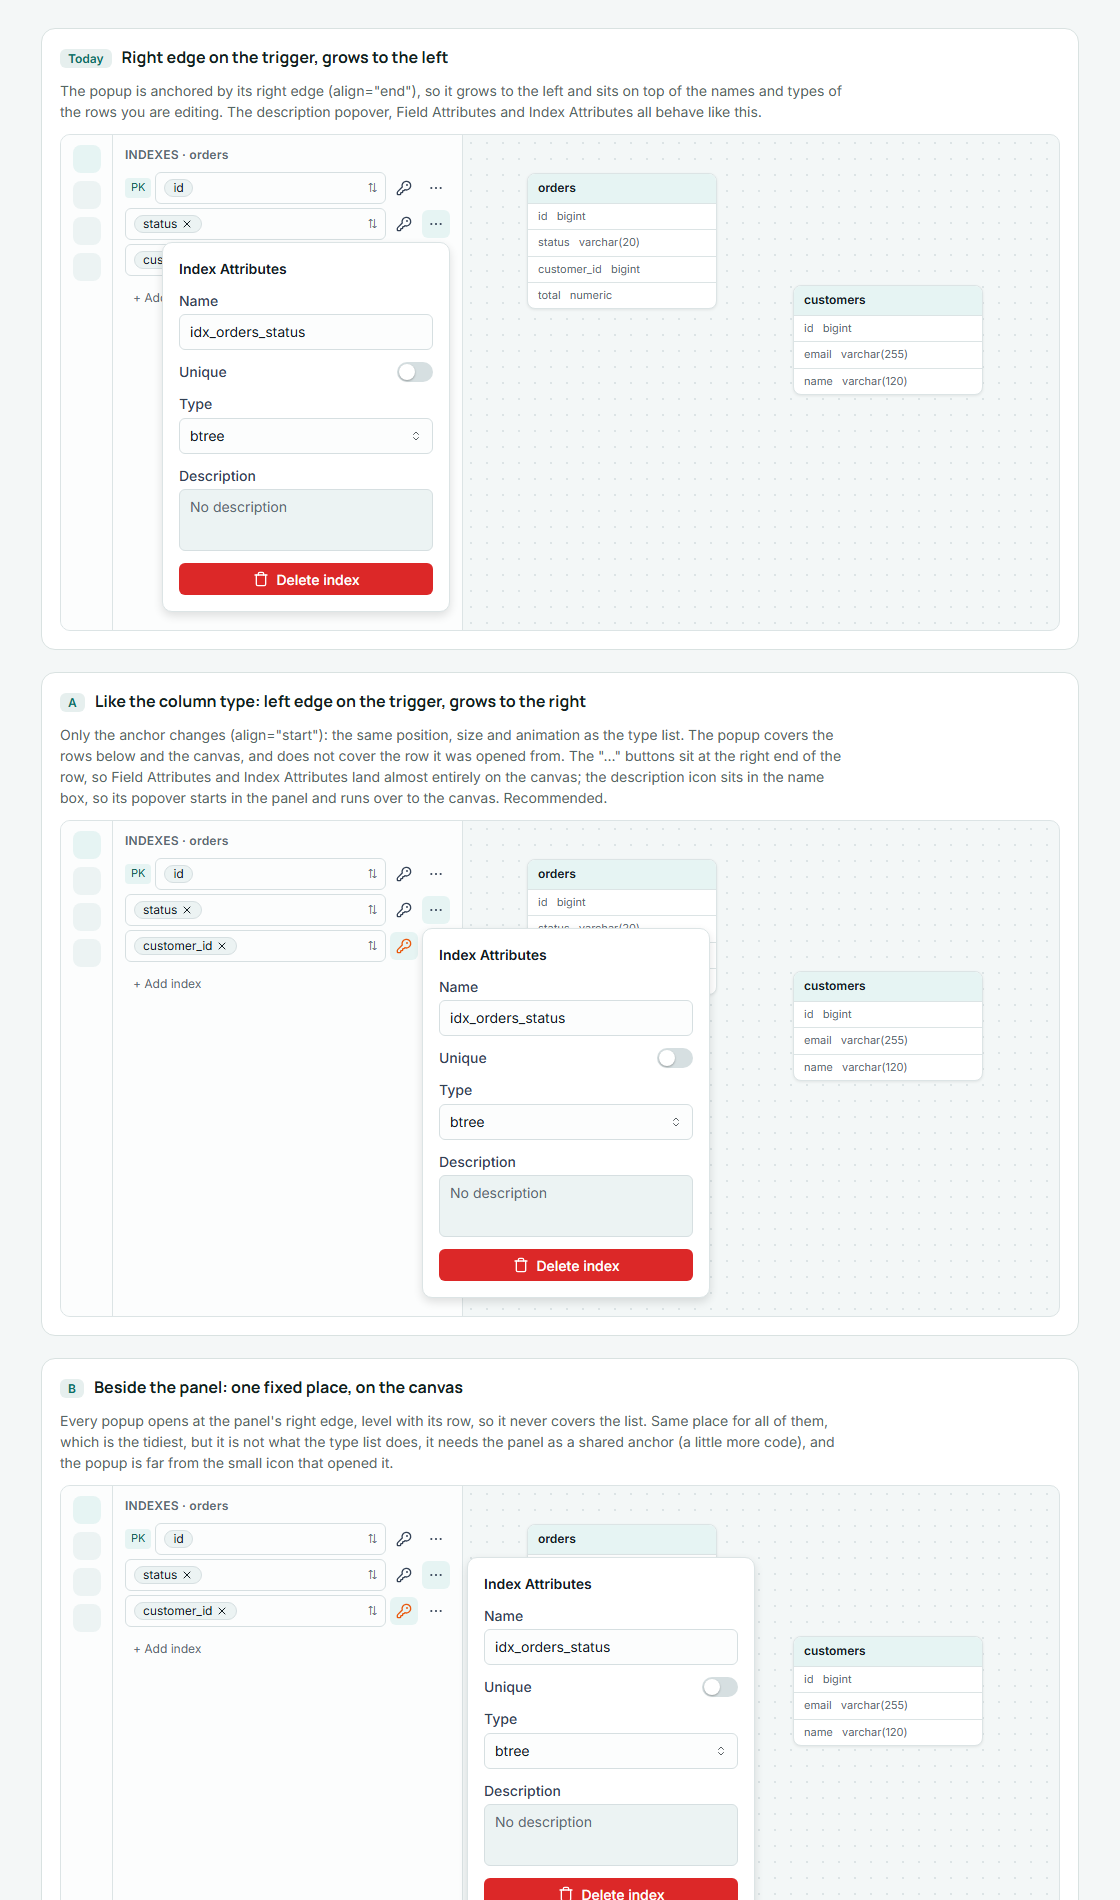 Today Right edge on the trigger, grows to the left
The popup is anchored by its right edge (align="end"), so it grows to the left and sits on top of the names and types of
the rows you are editing. The description popover, Field Attributes and Index Attributes all behave like this.
INDEXES · orders
PK id
status ×
cus
+ Add
Index Attributes
Name
idx_orders_status
Unique
Type
btree
Description
No description
Delete index
orders
id bigint
status varchar(20)
customer_id bigint
total numeric
customers
id bigint
email varchar(255)
name varchar(120)
A Like the column type: left edge on the trigger, grows to the right
Only the anchor changes (align="start"): the same position, size and animation as the type list. The popup covers the
rows below and the canvas, and does not cover the row it was opened from. The "..." buttons sit at the right end of the
row, so Field Attributes and Index Attributes land almost entirely on the canvas; the description icon sits in the name
box, so its popover starts in the panel and runs over to the canvas. Recommended.
INDEXES · orders
PK id
status ×
customer_id ×
+ Add index
orders
id bigint
status varchar(20)
Index Attributes
Name
idx_orders_status
Unique
Type
btree
Description
No description
Delete index
customers
id bigint
email varchar(255)
name varchar(120)
B Beside the panel: one fixed place, on the canvas
Every popup opens at the panel's right edge, level with its row, so it never covers the list. Same place for all of them,
which is the tidiest, but it is not what the type list does, it needs the panel as a shared anchor (a little more code), and
the popup is far from the small icon that opened it.
INDEXES · orders
PK id
status ×
customer_id ×
+ Add index
orders
Index Attributes
Name
idx_orders_status
Unique
Type
btree
Description
No description
Delete index
customers
id bigint
email varchar(255)
name varchar(120)